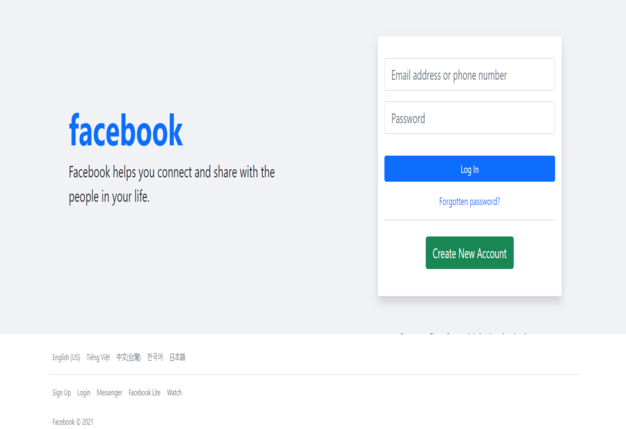 facebook
Facebook helps you connect and share with the
people in your life.
Email address or phone number
Password
Log In
Forgotten password?
Create New Account
English (US) Tiếng Việt 中文(台灣) 한국어 日本語
Sign Up Login Messenger Facebook Lite Watch
Facebook © 2021